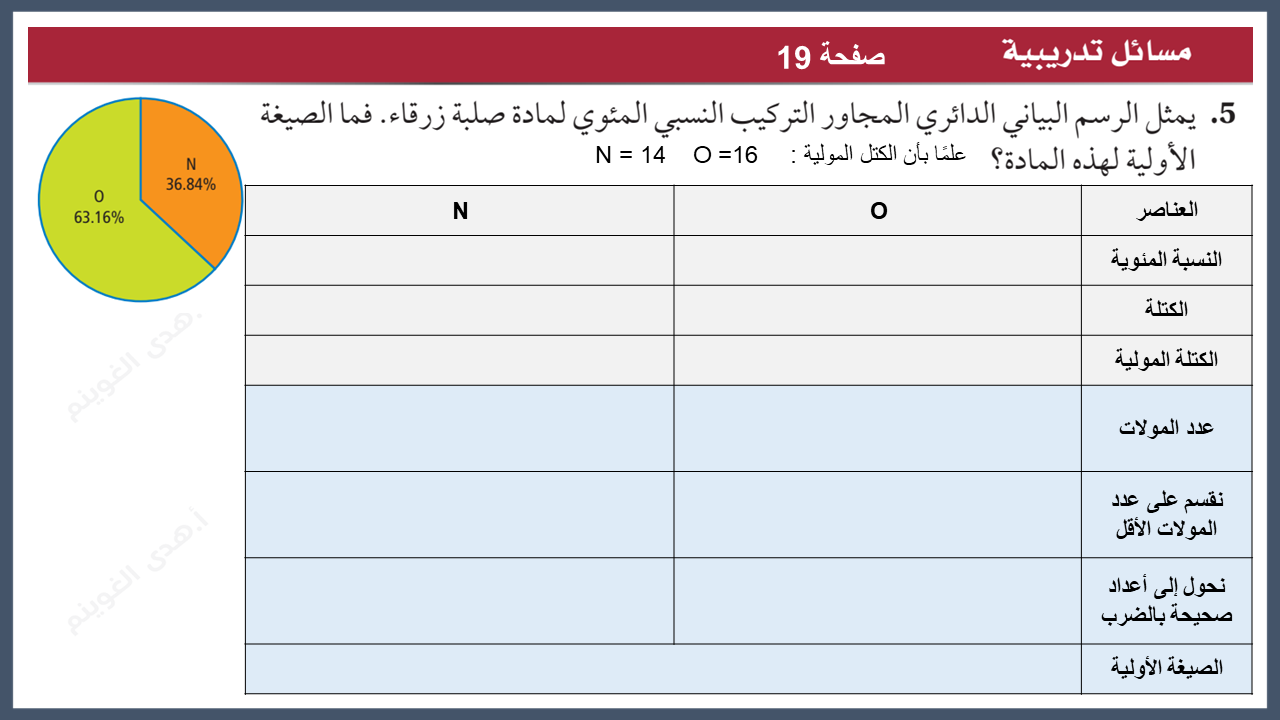 مسائل تدريبية صفحة 19
5. يمثل الرسم البياني الدائري المجاور التركيب النسبي المئوي لمادة صلبة زرقاء. فما الصيغة
الأولية لهذه المادة؟ علمًا بأن الكتل المولية : O =16 N = 14
N
36.84%
O
63.16%
العناصر O N
النسبة المئوية
الكتلة
الكتلة المولية
عدد المولات
نقسم على عدد
المولات الأقل
نحول إلى أعداد
صحيحة بالضرب
الصيغة الأولية
أ.هدى الغوينم
أ.هدى الغوينم